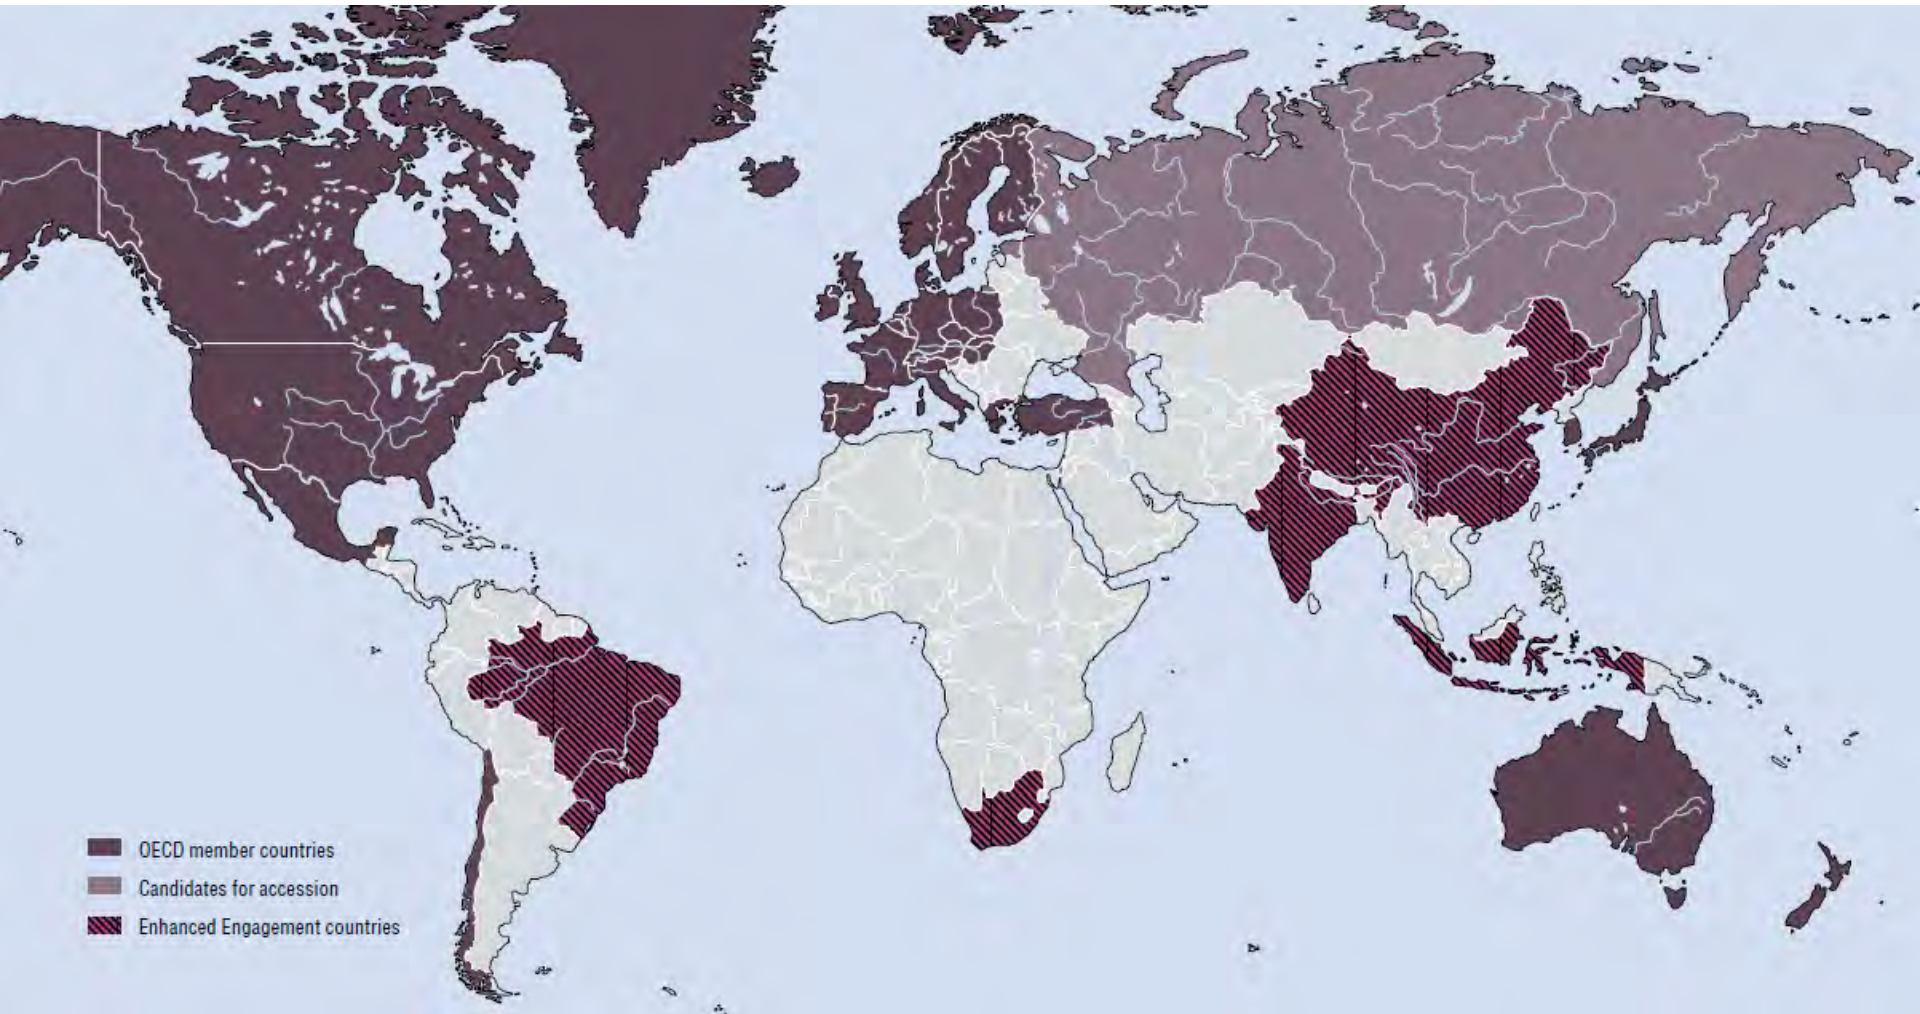 OECD member countries
Candidates for accession
Enhanced Engagement countries